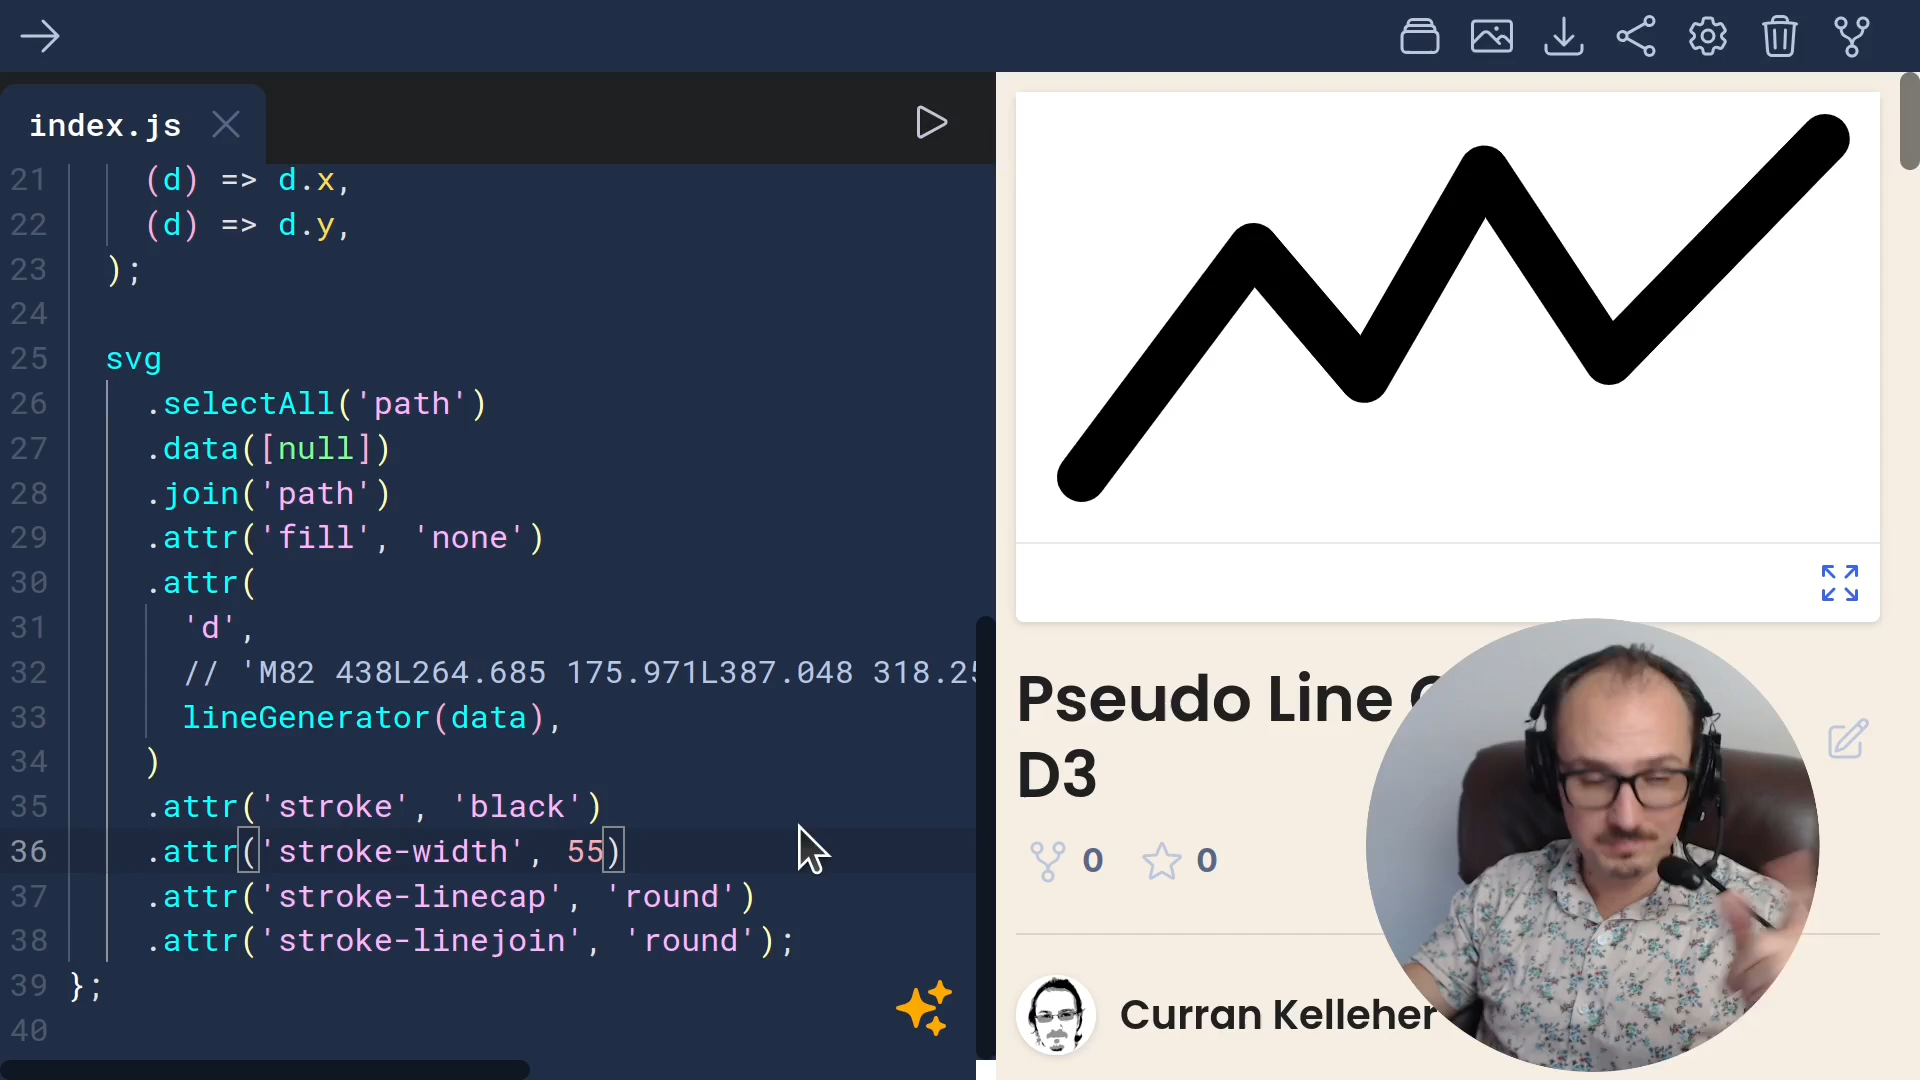 index.js
21 (d) => d.x,
22 (d) => d.y,
23 );
24
25 svg
26 .selectAll('path')
27 .data([null])
28 .join('path')
29 .attr('fill', 'none')
30 .attr(
31 'd',
32 // 'M82 438L264.685 175.971L387.048 318.25
33 lineGenerator(data),
34 )
35 .attr('stroke', 'black')
36 .attr('stroke-width', 55)
37 .attr('stroke-linecap', 'round')
38 .attr('stroke-linejoin', 'round');
39 };
40
Pseudo Line
D3
0 0
Curran Kelleher